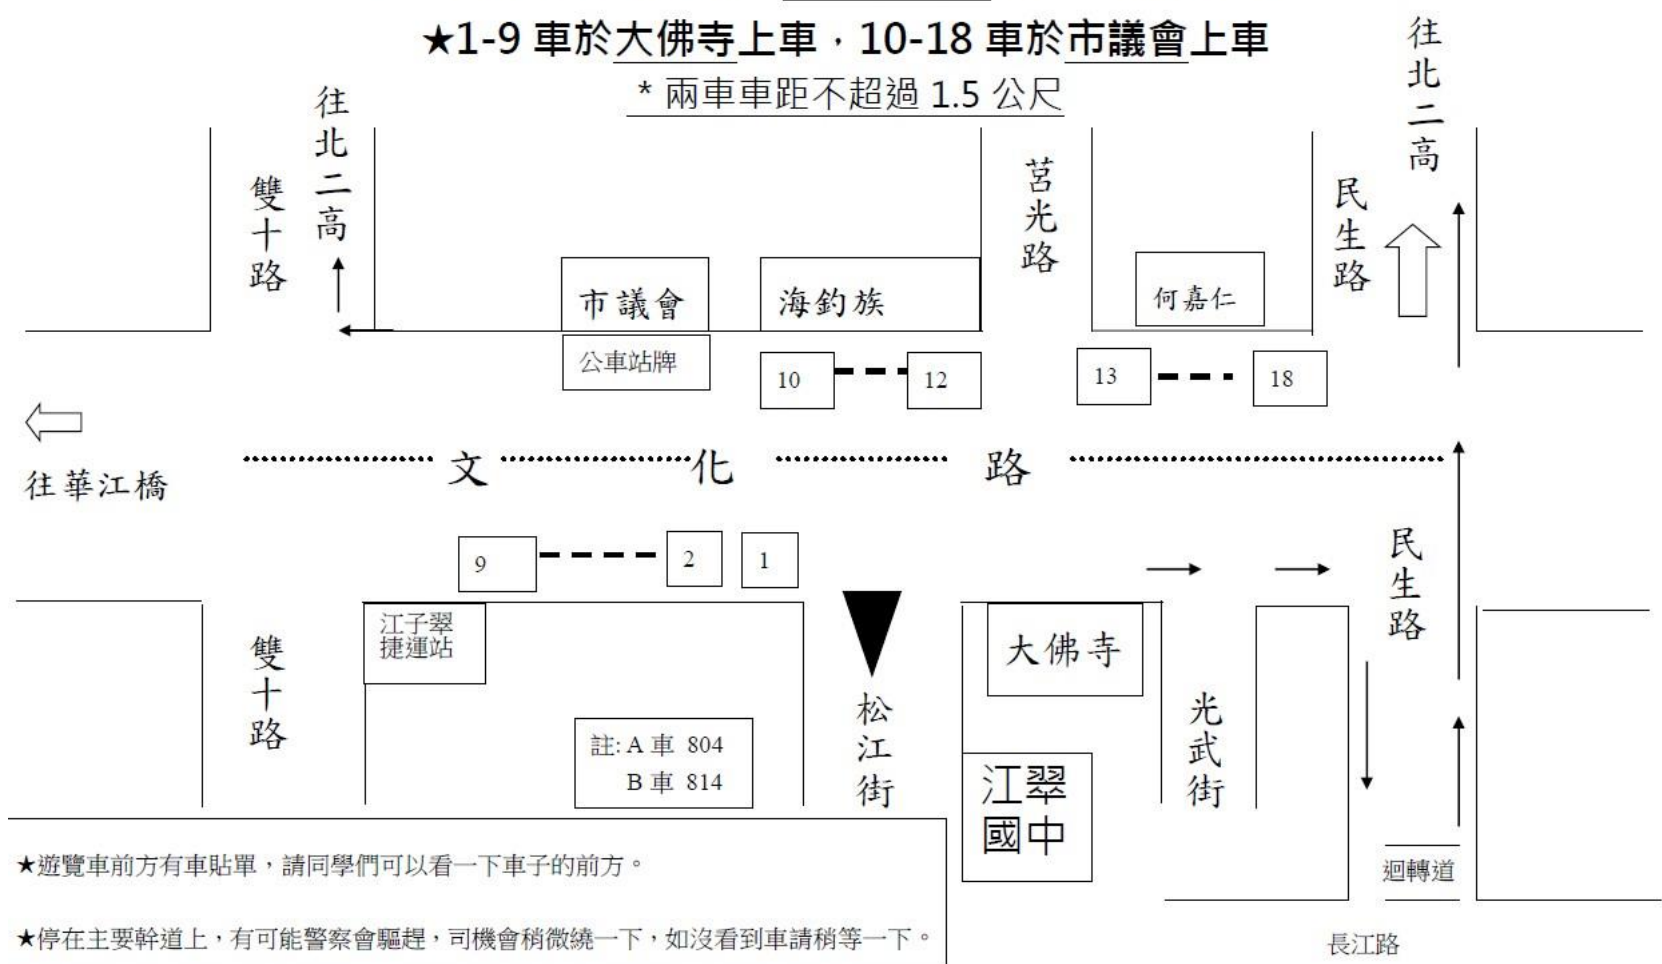 ★1-9 車於大佛寺上車，10-18 車於市議會上車
* 兩車車距不超過 1.5 公尺
往北二高
往北二高
雙十路
莒光路
民生路
市議會
海釣族
何嘉仁
公車站牌
10
12
13
18
往華江橋
文化路
9
2
1
民生路
江子翠
捷運站
大佛寺
雙十路
松江街
光武街
註: A 車 804
B 車 814
江翠
國中
★遊覽車前方有車貼單，請同學們可以看一下車子的前方。
迴轉道
★停在主要幹道上，有可能警察會驅趕，司機會稍微繞一下，如沒看到車請稍等一下。
長江路